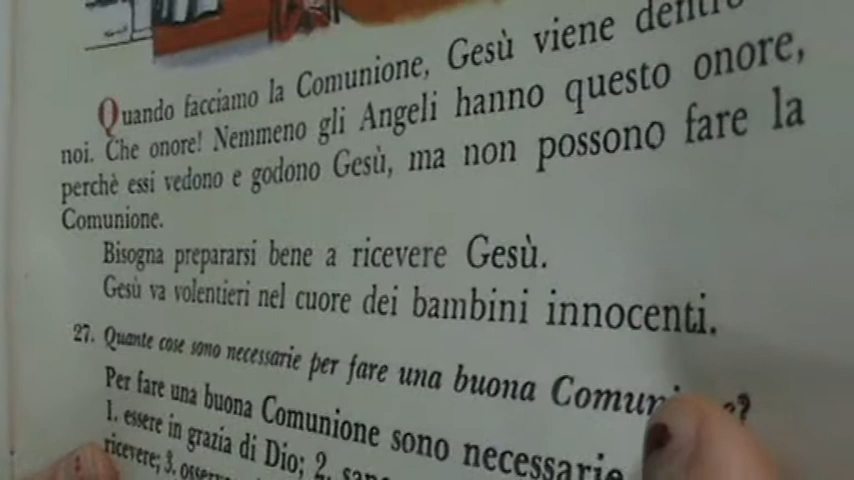 Quando facciamo la Comunione, Gesù viene dentro
noi. Che onore! Nemmeno gli Angeli hanno questo onore,
perchè essi vedono e godono Gesù, ma non possono fare la
Comunione.
Bisogna prepararsi bene a ricevere Gesù.
Gesù va volentieri nel cuore dei bambini innocenti.
27. Quante cose sono necessarie per fare una buona
Per fare una buona Comunione sono necessarie
1. essere in grazia di Dio; 2.
ricevere; 3.